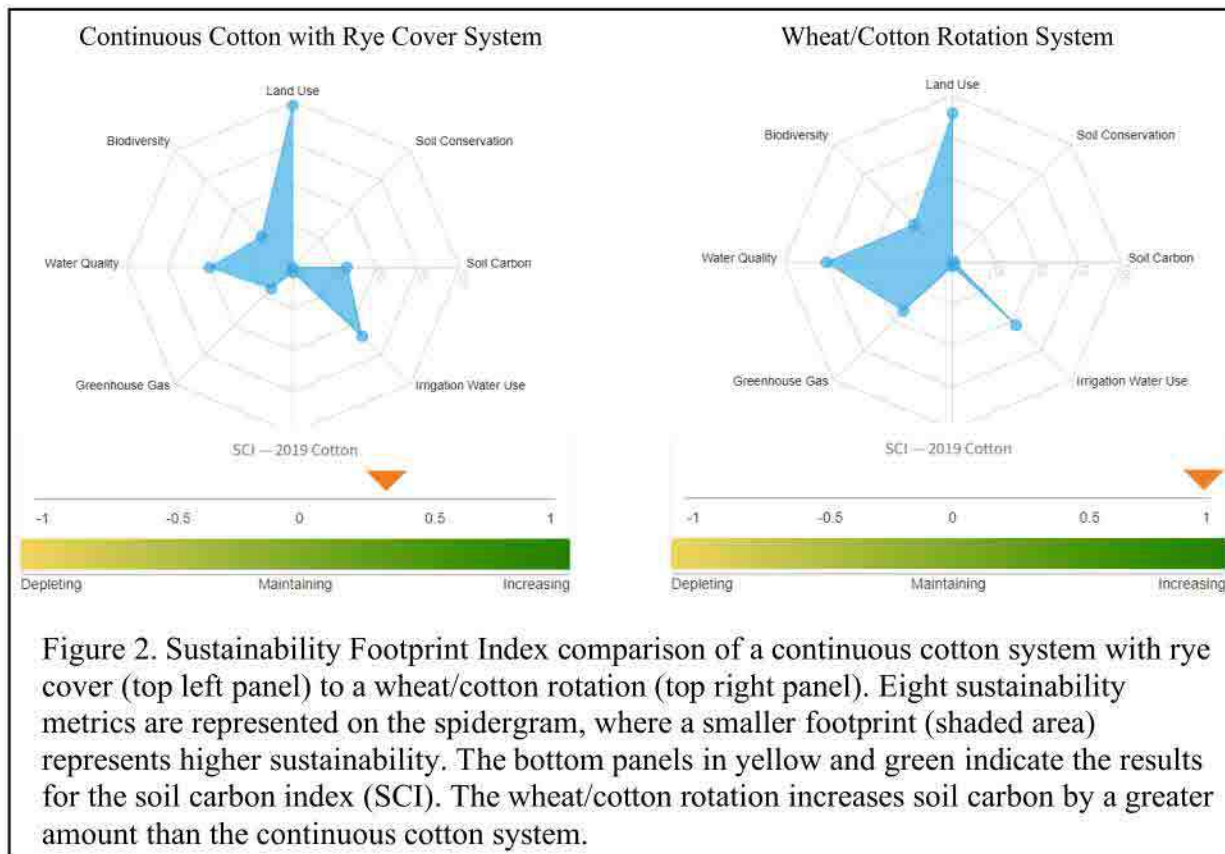 Continuous Cotton with Rye Cover System
Wheat/Cotton Rotation System
Land Use
Biodiversity
Soil Conservation
Water Quality
Soil Carbon
Greenhouse Gas
Irrigation Water Use
SCI — 2019 Cotton
-1 -0.5 0 0.5 1
Depleting Maintaining Increasing
Land Use
Biodiversity
Soil Conservation
Water Quality
Soil Carbon
Greenhouse Gas
Irrigation Water Use
SCI — 2019 Cotton
-1 -0.5 0 0.5 1
Depleting Maintaining Increasing
Figure 2. Sustainability Footprint Index comparison of a continuous cotton system with rye
cover (top left panel) to a wheat/cotton rotation (top right panel). Eight sustainability
metrics are represented on the spidergram, where a smaller footprint (shaded area)
represents higher sustainability. The bottom panels in yellow and green indicate the results
for the soil carbon index (SCI). The wheat/cotton rotation increases soil carbon by a greater
amount than the continuous cotton system.